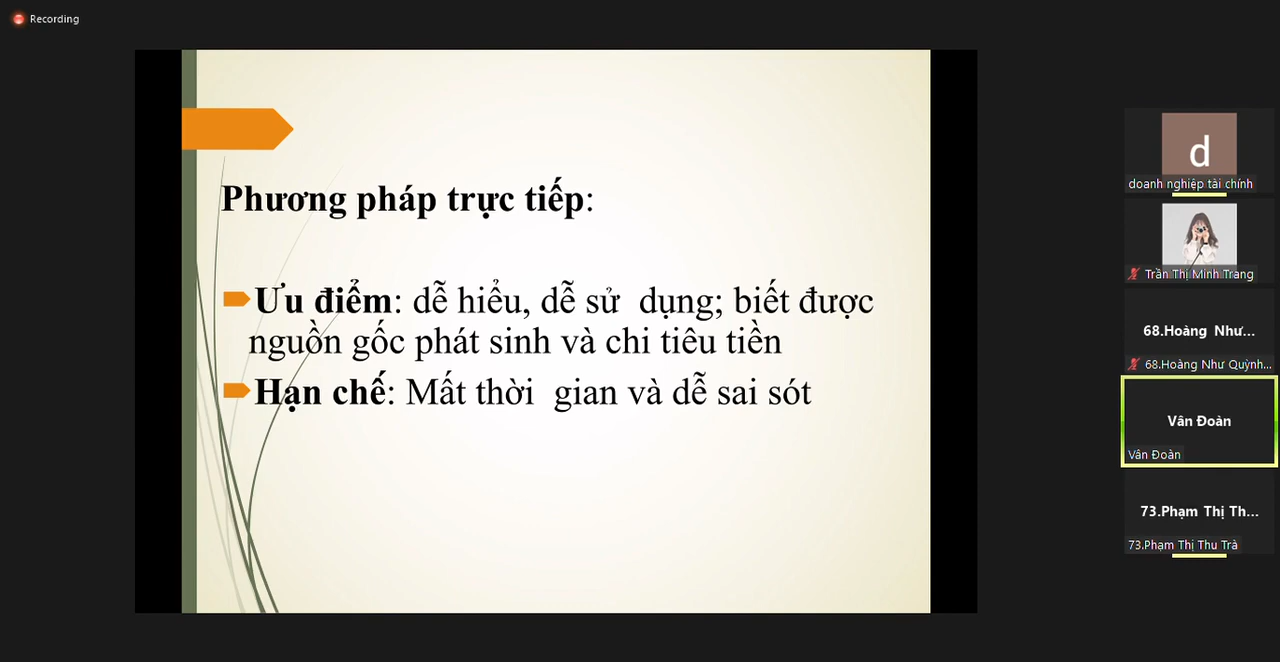 Recording
Phương pháp trực tiếp:
Ưu điểm: dễ hiểu, dễ sử  dụng; biết được
nguồn gốc phát sinh và chi tiêu tiền
Hạn chế: Mất thời  gian và dễ sai sót
d
doanh nghiệp tài chính
Trần Thị Minh Trang
68.Hoàng Như...
68.Hoàng Như Quỳnh...
Vân Đoàn
Vân Đoàn
73.Phạm Thị Th...
73.Phạm Thị Thu Trà